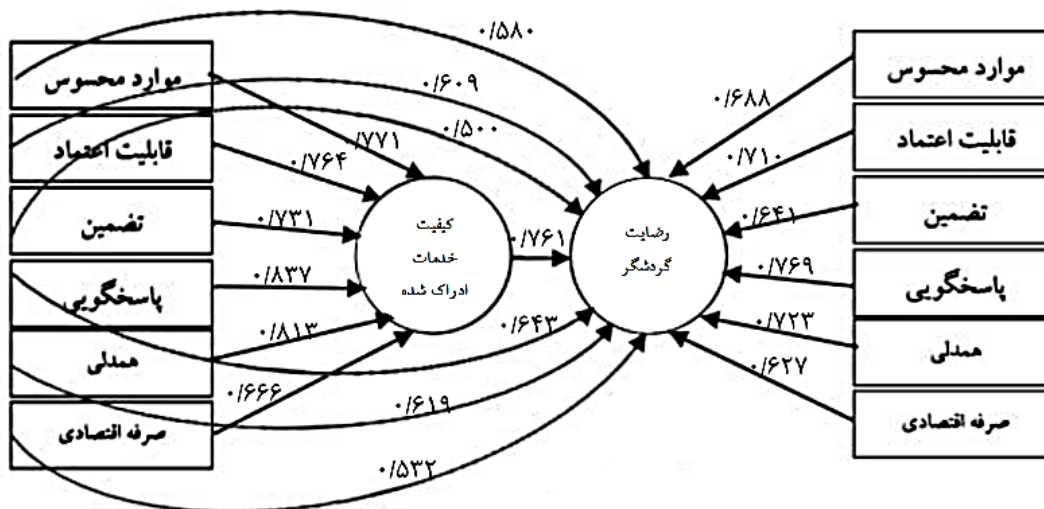 ۰/۵۸۰
موارد محسوس
موارد محسوس
۰/۶۰۹
۰/۶۸۸
۰/۵۰۰
۰/۷۷۱
قابلیت اعتماد
قابلیت اعتماد
۰/۷۶۴
۰/۷۱۰
تضمین
تضمین
۰/۷۳۱
۰/۶۴۱
کیفیت
خدمات
ادراک شده
۰/۷۶۱
رضایت
گردشگر
۰/۸۳۷
۰/۷۶۹
پاسخگویی
پاسخگویی
۰/۸۱۳
۰/۶۴۳
۰/۷۲۳
همدلی
همدلی
۰/۶۶۶
۰/۶۱۹
۰/۶۲۷
صرفه اقتصادی
صرفه اقتصادی
۰/۵۳۲